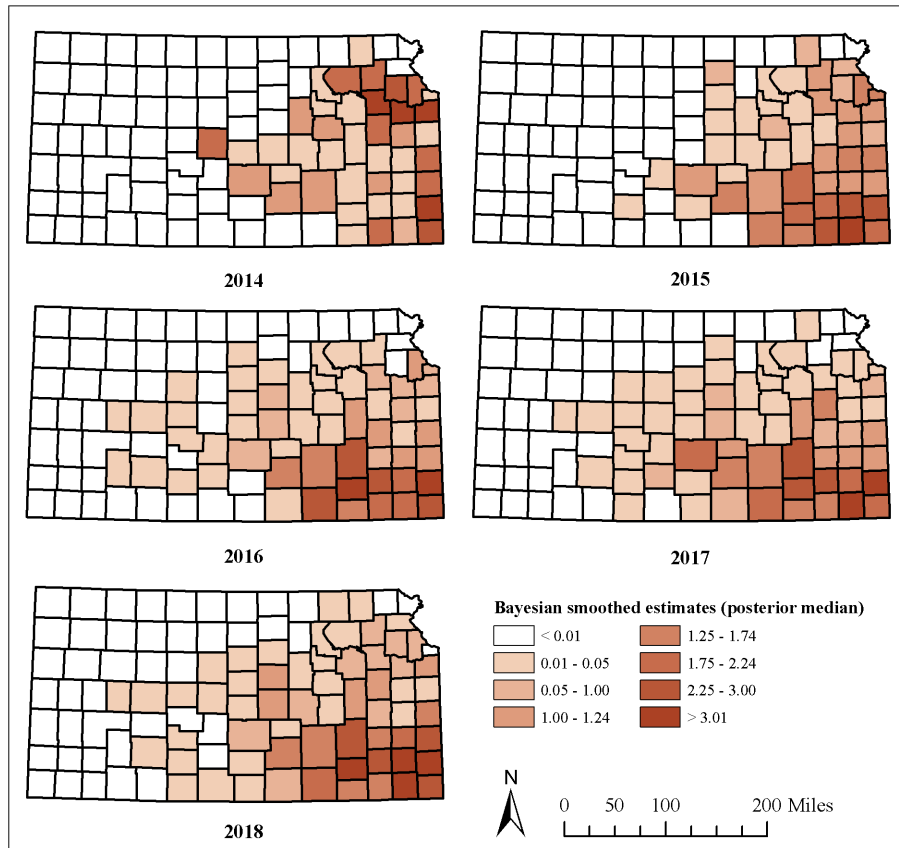 2014
2015
2016
2017
2018
Bayesian smoothed estimates (posterior median)
< 0.01
0.01 - 0.05
0.05 - 1.00
1.00 - 1.24
1.25 - 1.74
1.75 - 2.24
2.25 - 3.00
> 3.01
N
0 50 100 200 Miles